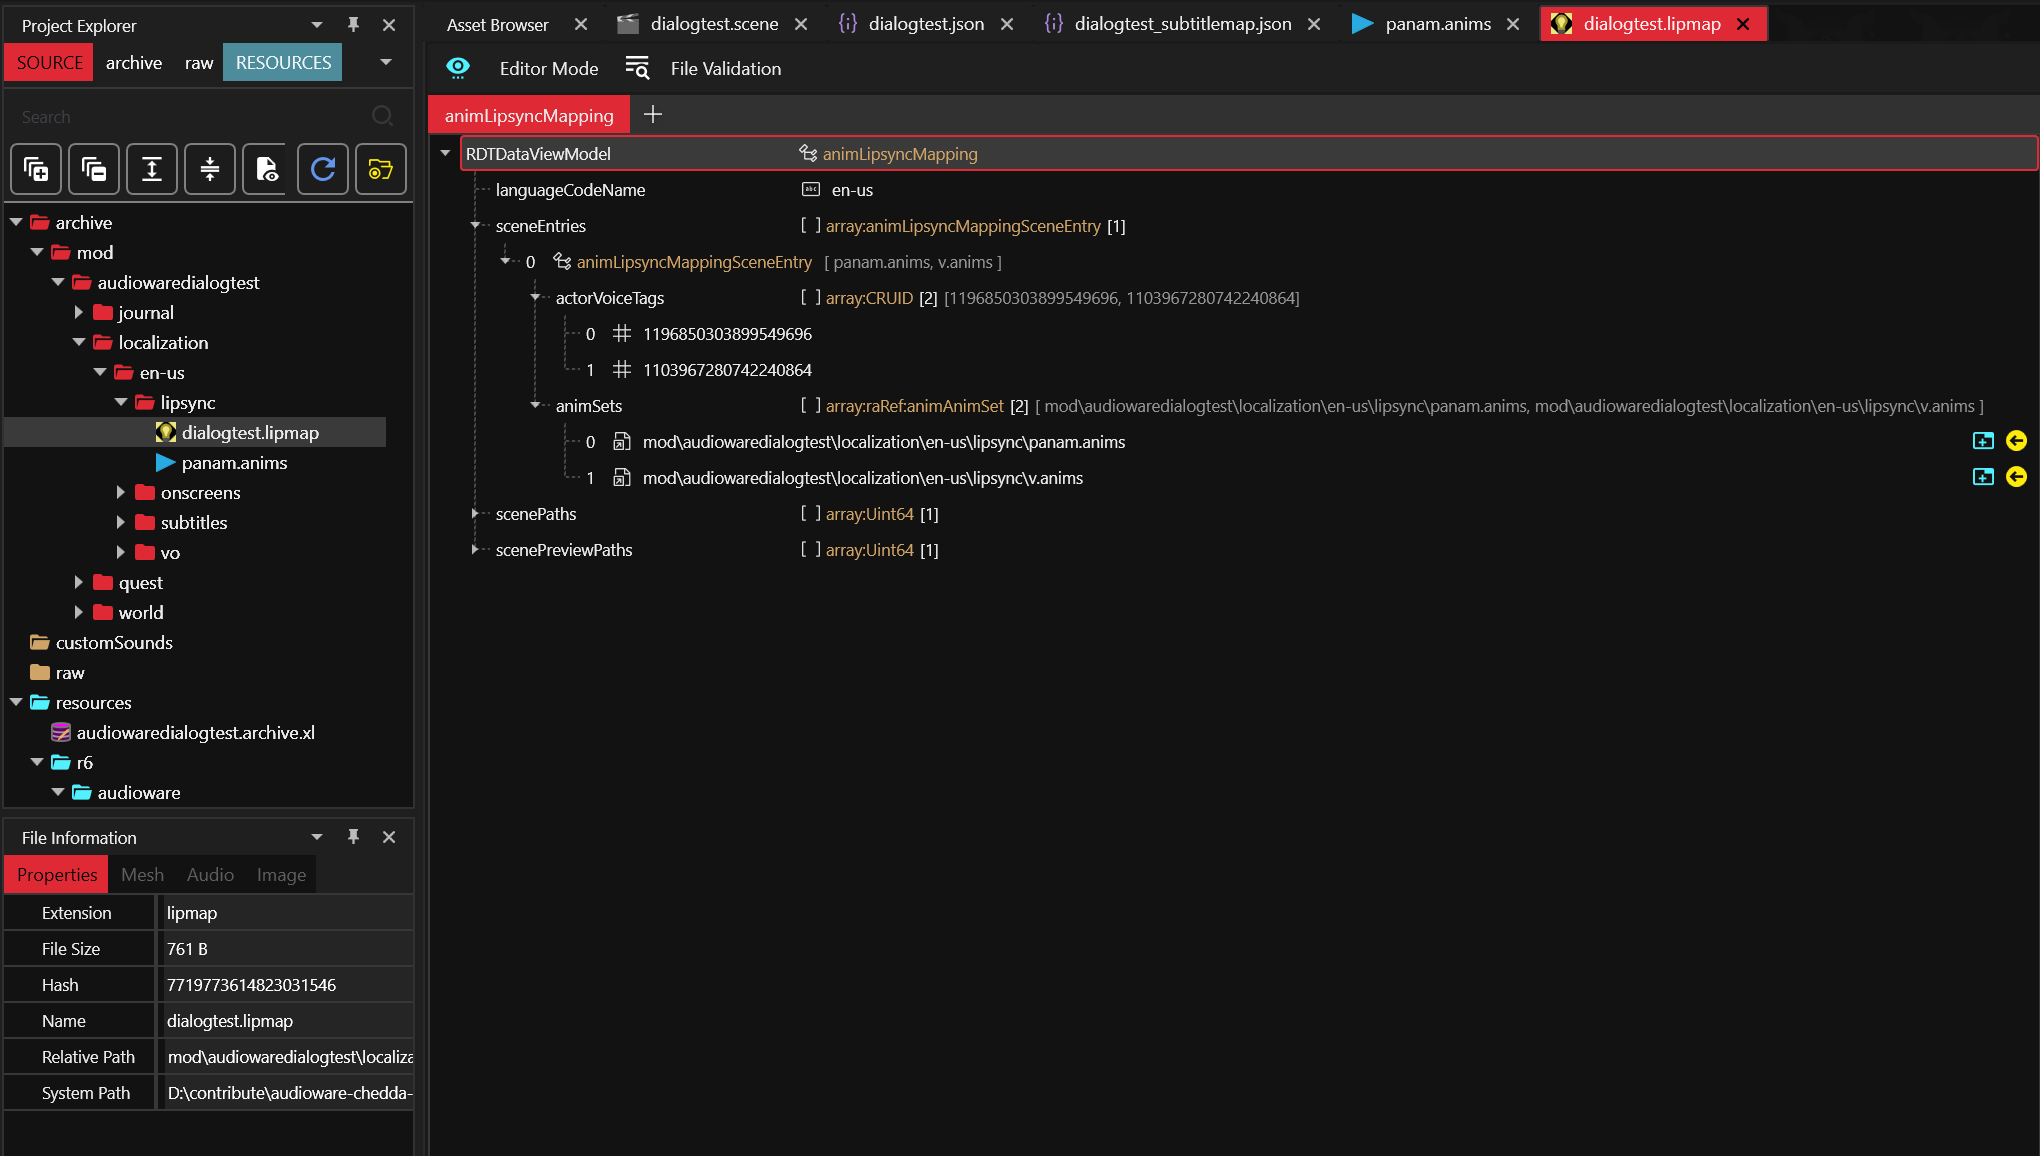 Project Explorer
SOURCE archive raw RESOURCES
Search
archive
mod
audiowaredialogtest
journal
localization
en-us
lipsync
dialogtest.lipmap
panam.anims
onscreens
subtitles
vo
quest
world
customSounds
raw
resources
audiowaredialogtest.archive.xl
r6
audioware
File Information
Properties Mesh Audio Image
Extension lipmap
File Size 761 B
Hash 7719773614823031546
Name dialogtest.lipmap
Relative Path mod\audiowaredialogtest\localiza
System Path D:\contribute\audioware-chedda-
Asset Browser dialogtest.scene dialogtest.json dialogtest_subtitlemap.json panam.anims dialogtest.lipmap
Editor Mode File Validation
animLipsyncMapping
RDTDataViewModel animLipsyncMapping
languageCodeName abc en-us
sceneEntries [ ] array:animLipsyncMappingSceneEntry [1]
0 animLipsyncMappingSceneEntry [ panam.anims, v.anims ]
actorVoiceTags [ ] array:CRUID [2] [1196850303899549696, 1103967280742240864]
0 # 1196850303899549696
1 # 1103967280742240864
animSets [ ] array:raRef:animAnimSet [2] [ mod\audiowaredialogtest\localization\en-us\lipsync\panam.anims, mod\audiowaredialogtest\localization\en-us\lipsync\v.anims ]
0 mod\audiowaredialogtest\localization\en-us\lipsync\panam.anims
1 mod\audiowaredialogtest\localization\en-us\lipsync\v.anims
scenePaths [ ] array:Uint64 [1]
scenePreviewPaths [ ] array:Uint64 [1]